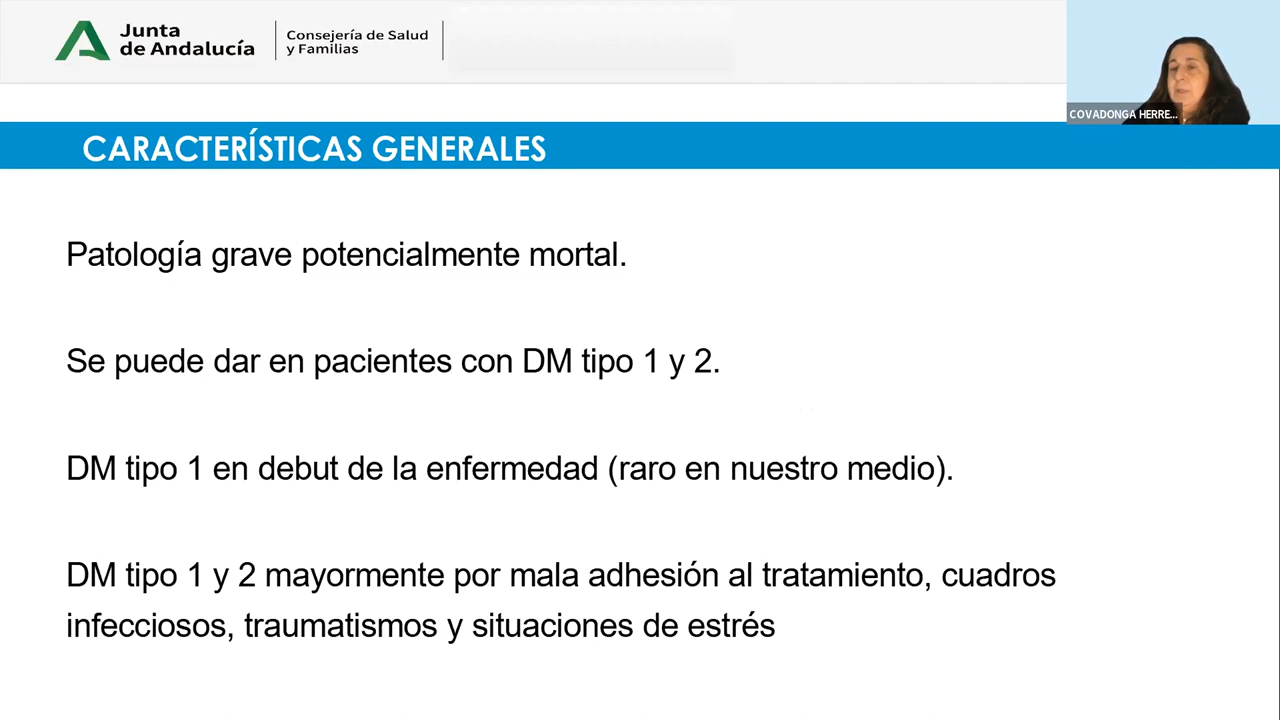 Junta
de Andalucía
Consejería de Salud
y Familias
COVADONGA HERRE...
CARACTERÍSTICAS GENERALES
Patología grave potencialmente mortal.
Se puede dar en pacientes con DM tipo 1 y 2.
DM tipo 1 en debut de la enfermedad (raro en nuestro medio).
DM tipo 1 y 2 mayormente por mala adhesión al tratamiento, cuadros
infecciosos, traumatismos y situaciones de estrés